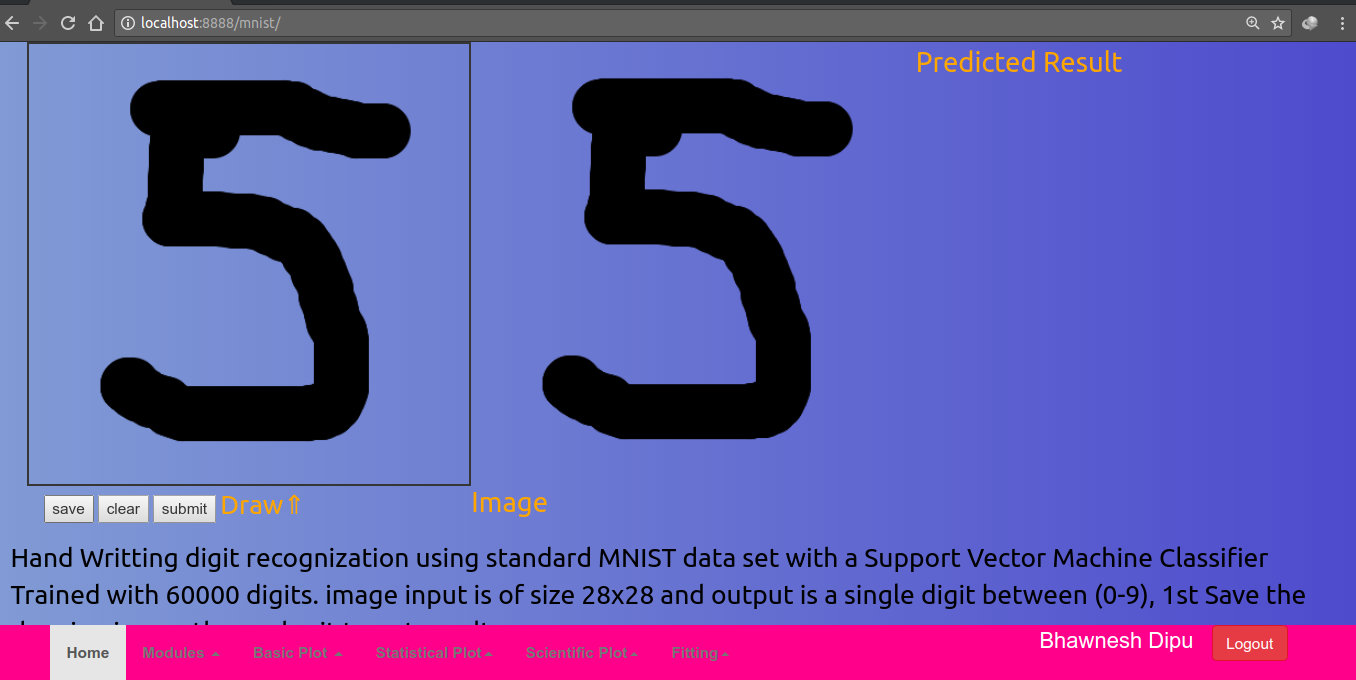 localhost:8888/mnist/
Predicted Result
5 5
save clear submit Draw⇑ Image
Hand Writting digit recognization using standard MNIST data set with a Support Vector Machine Classifier
Trained with 60000 digits. image input is of size 28x28 and output is a single digit between (0-9), 1st Save the
Home Modules Basic Plot Statistical Plot Scientific Plot Fitting Bhawnesh Dipu Logout